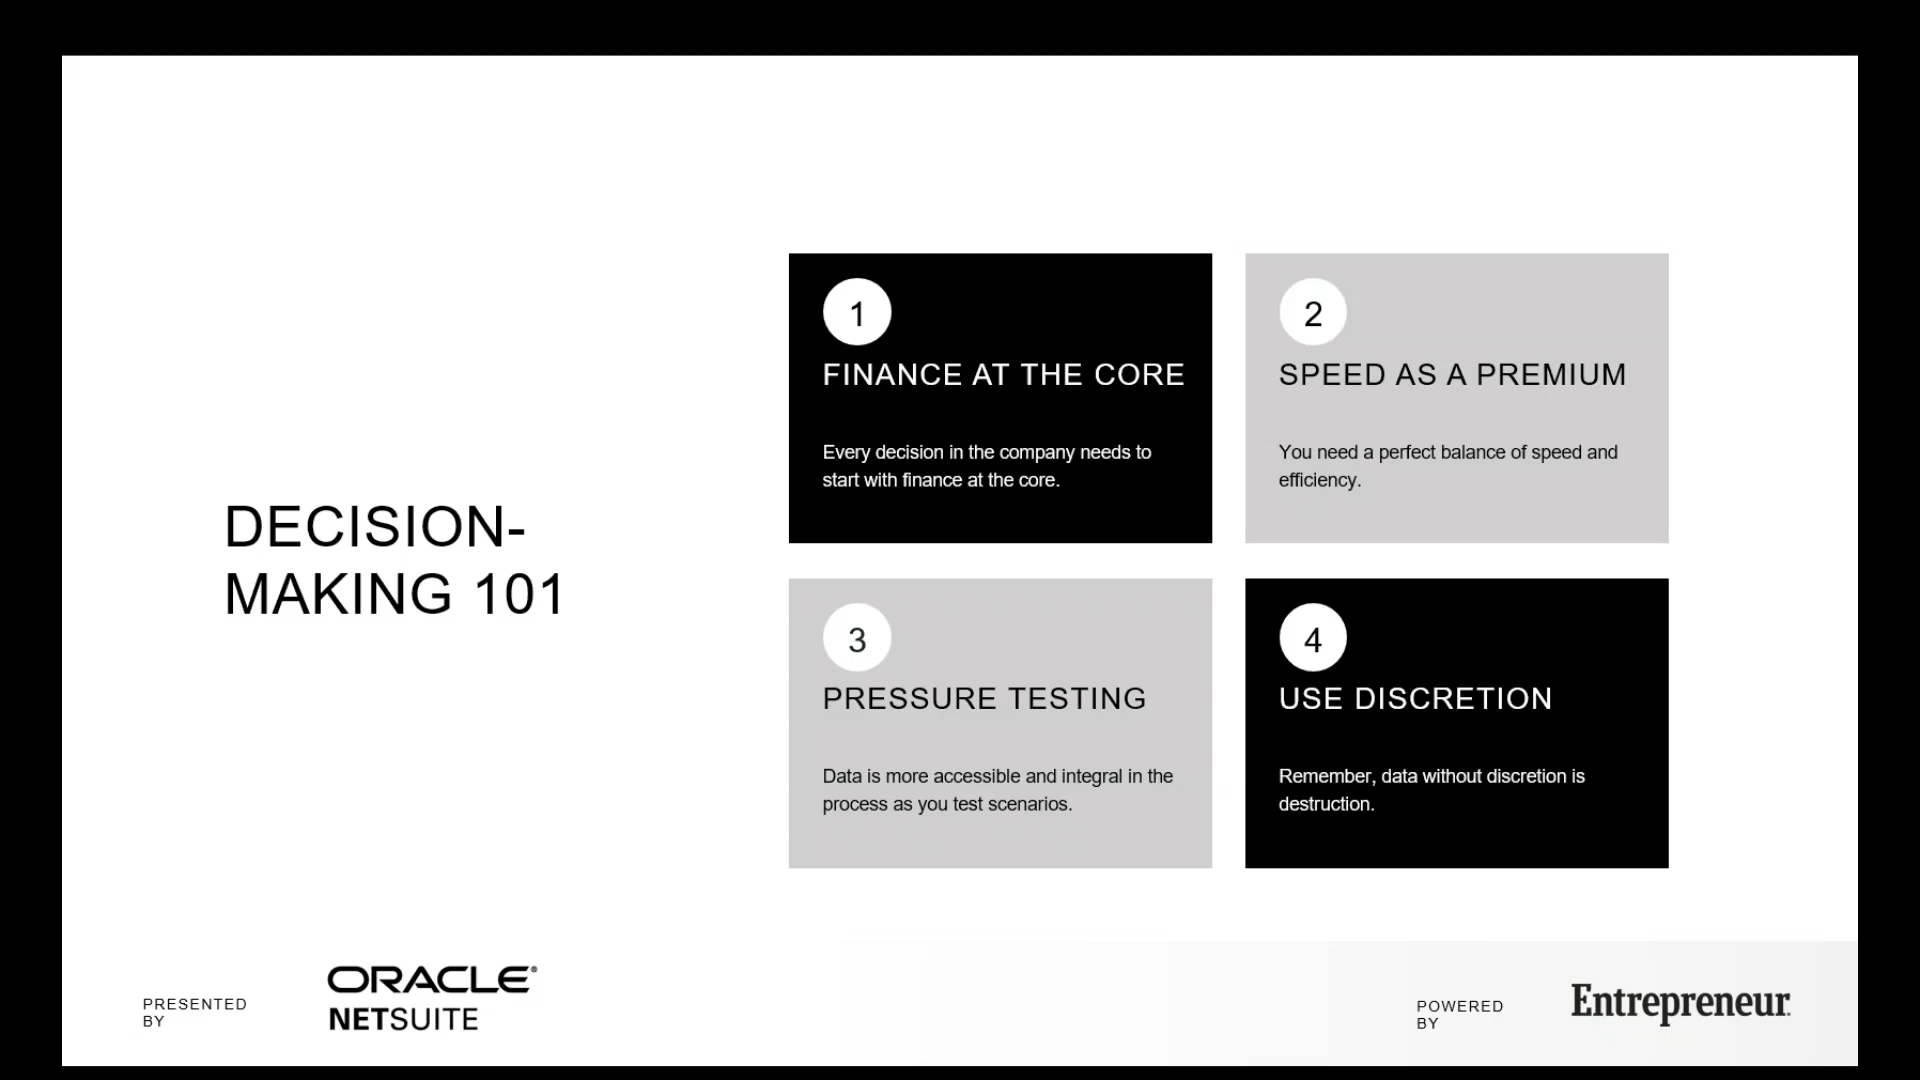 DECISION-
MAKING 101
1
FINANCE AT THE CORE
Every decision in the company needs to
start with finance at the core.
2
SPEED AS A PREMIUM
You need a perfect balance of speed and
efficiency.
3
PRESSURE TESTING
Data is more accessible and integral in the
process as you test scenarios.
4
USE DISCRETION
Remember, data without discretion is
destruction.
PRESENTED
BY
ORACLE®
NETSUITE
POWERED
BY
Entrepreneur.